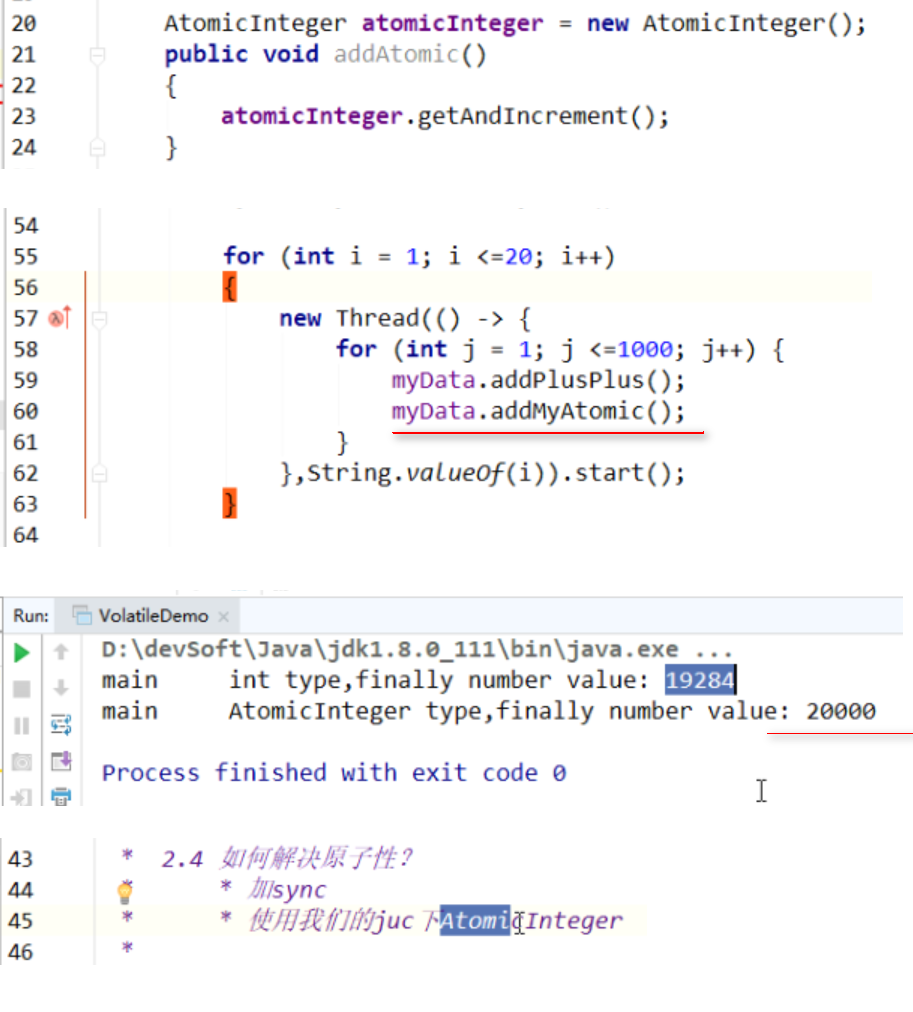 20 AtomicInteger atomicInteger = new AtomicInteger();
21 public void addAtomic()
22 {
23 atomicInteger.getAndIncrement();
24 }
54
55 for (int i = 1; i <=20; i++)
56 {
57 new Thread(() -> {
58 for (int j = 1; j <=1000; j++) {
59 myData.addPlusPlus();
60 myData.addMyAtomic();
61 }
62 },String.valueOf(i)).start();
63 }
64
Run: VolatileDemo ×
D:\devSoft\Java\jdk1.8.0_111\bin\java.exe ...
main int type,finally number value: 19284
main AtomicInteger type,finally number value: 20000
Process finished with exit code 0
43 * 2.4 如何解决原子性?
44 * 加sync
45 * * 使用我们的juc下AtomicInteger
46 *